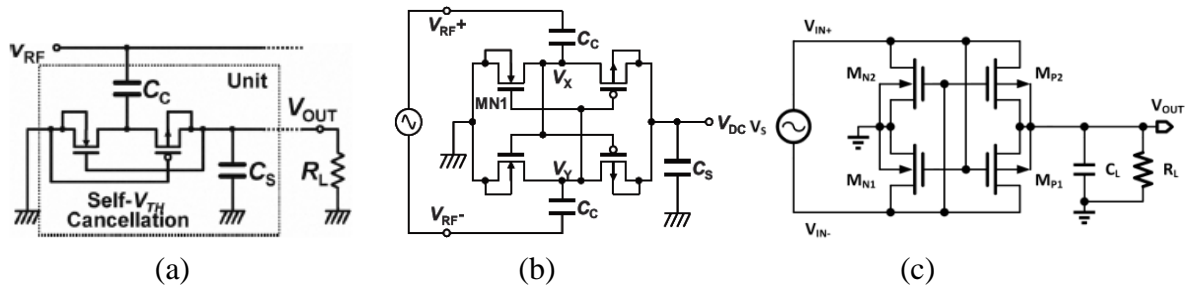 V_RF
Unit
C_C
V_OUT
C_S
R_L
Self-V_TH
Cancellation
(a)
V_RF+
C_C
V_X
MN1
V_DC V_S
V_Y
C_S
C_C
V_RF-
(b)
V_IN+
M_N2
M_P2
V_OUT
M_N1
M_P1
C_L
R_L
V_IN-
(c)